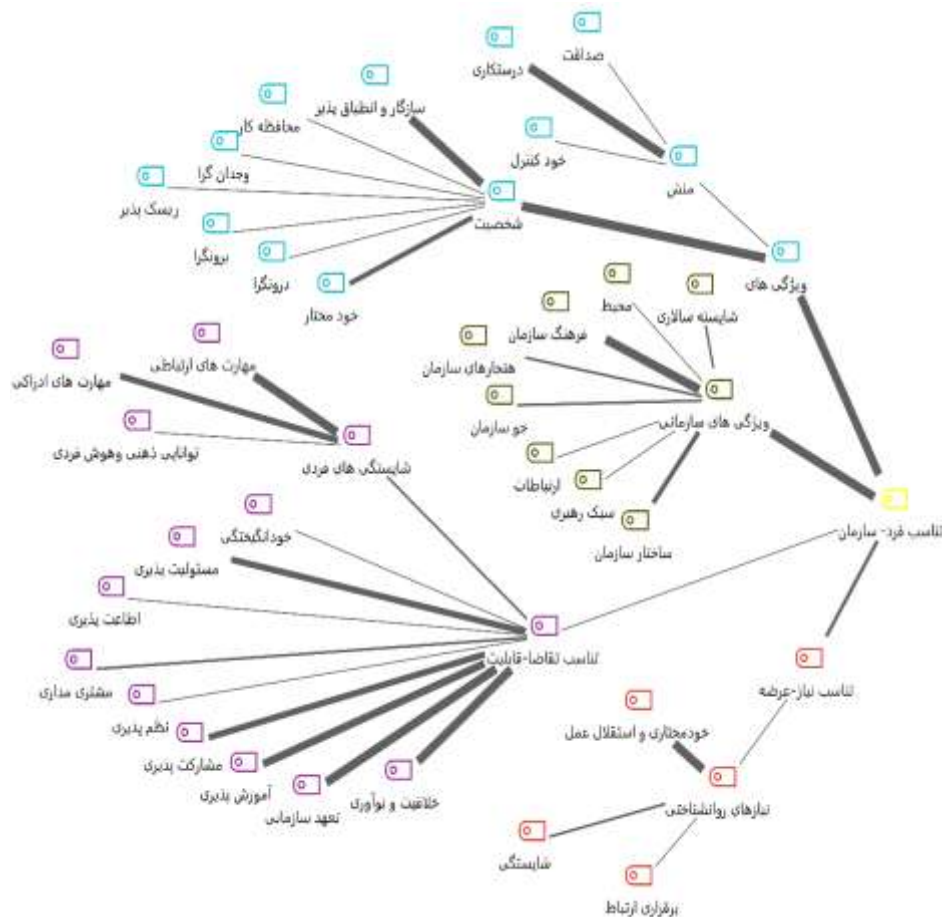 صداقت
درستکاری
سازگار و انطباق پذیر
محافظه کار
خود کنترل
وجدان گرا
منش
ریسک پذیر
شخصیت
برونگرا
درونگرا
ویژگی های
خود مختار
محیط
شایسته سالاری
فرهنگ سازمان
مهارت های ارتباطی
هنجارهای سازمان
مهارت های ادراکی
ویژگی های سازمانی
جو سازمان
توانایی ذهنی وهوش فردی
شایستگی های فردی
ارتباطات
سبک رهبری
تناسب فرد- سازمان
خودانگیختگی
ساختار سازمان
مسئولیت پذیری
اطاعت پذیری
تناسب تقاضا-قابلیت
مشتری مداری
تناسب نیاز-عرضه
نظم پذیری
خودمختاری و استقلال عمل
مشارکت پذیری
آموزش پذیری
خلاقیت و نوآوری
تعهد سازمانی
نیازهای روانشناختی
شایستگی
برقراری ارتباط